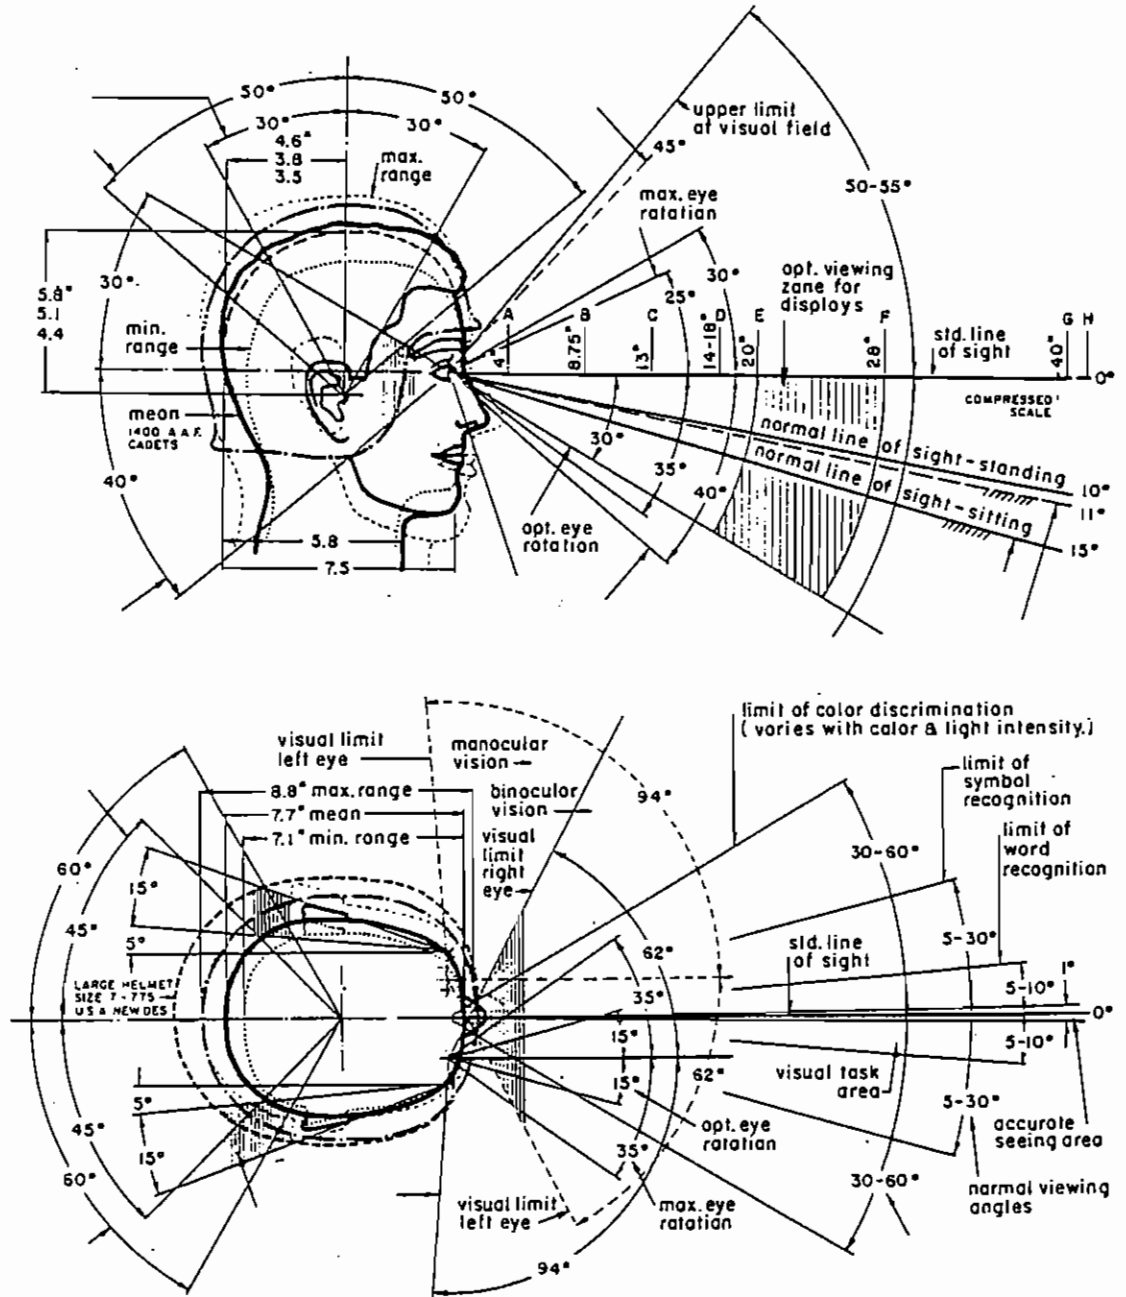 50°
50°
30°
30°
4.6"
3.8
3.5
max.
range
upper limit
of visual field
45°
50-55°
max. eye
rotation
30°
25°
opt. viewing
zone for
displays
30°
5.8"
5.1
4.4
min.
range
A
B
C
D
E
F
G
H
4"
8.75"
13"
14-18"
20"
28"
40"
std. line
of sight
0°
COMPRESSED
SCALE
mean
1400 A.A.F.
CADETS
40°
30°
35°
40°
normal line of sight-standing
normal line of sight-sitting
10°
11°
15°
opt. eye
rotation
5.8
7.5
limit of color discrimination
( varies with color & light intensity.)
visual limit
left eye
monocular
vision
binocular
vision
94°
limit of
symbol
recognition
8.8" max. range
7.7" mean
7.1" min. range
visual
limit
right
eye
limit of
word
recognition
30-60°
60°
15°
45°
5°
62°
35°
std. line
of sight
5-30°
LARGE HELMET
SIZE 7-775
U S A NEW DES
5-10°
1°
0°
5-10°
15°
15°
62°
visual task
area
5-30°
accurate
seeing area
5°
45°
15°
60°
opt. eye
rotation
35°
30-60°
normal viewing
angles
visual limit
left eye
max. eye
rotation
94°